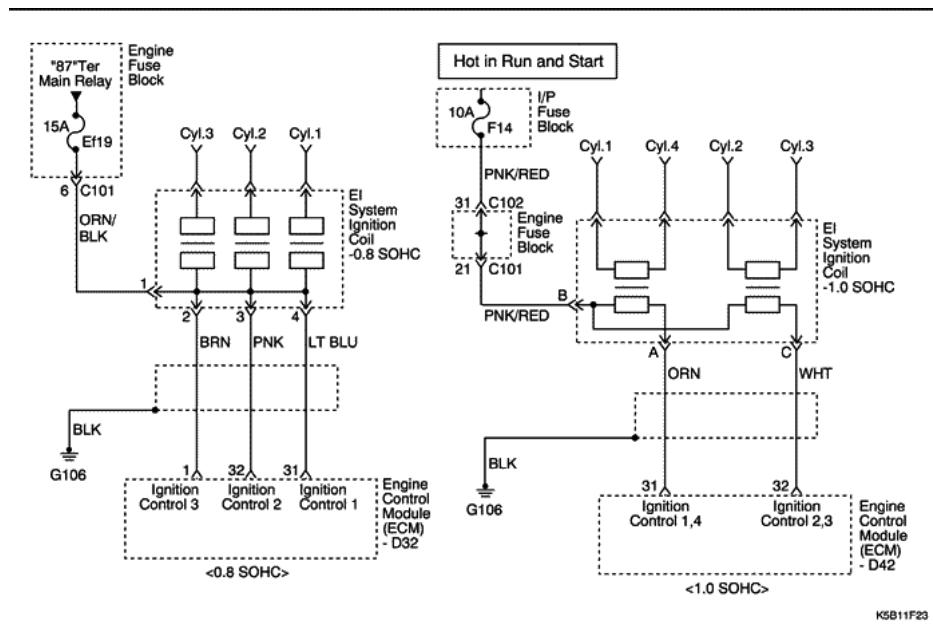 "87"Ter
Main Relay
Engine
Fuse
Block
15A
Ef19
6
C101
ORN/
BLK
Cyl.3
Cyl.2
Cyl.1
EI
System
Ignition
Coil
-0.8 SOHC
1
2
3
4
BRN
PNK
LT BLU
BLK
G106
1
32
31
Ignition
Control 3
Ignition
Control 2
Ignition
Control 1
Engine
Control
Module
(ECM)
- D32
<0.8 SOHC>
Hot in Run and Start
I/P
Fuse
Block
10A
F14
PNK/RED
31
C102
Engine
Fuse
Block
21
C101
PNK/RED
B
Cyl.1
Cyl.4
Cyl.2
Cyl.3
EI
System
Ignition
Coil
-1.0 SOHC
A
C
ORN
WHT
BLK
G106
31
32
Ignition
Control 1,4
Ignition
Control 2,3
Engine
Control
Module
(ECM)
- D42
<1.0 SOHC>
K5B11F23